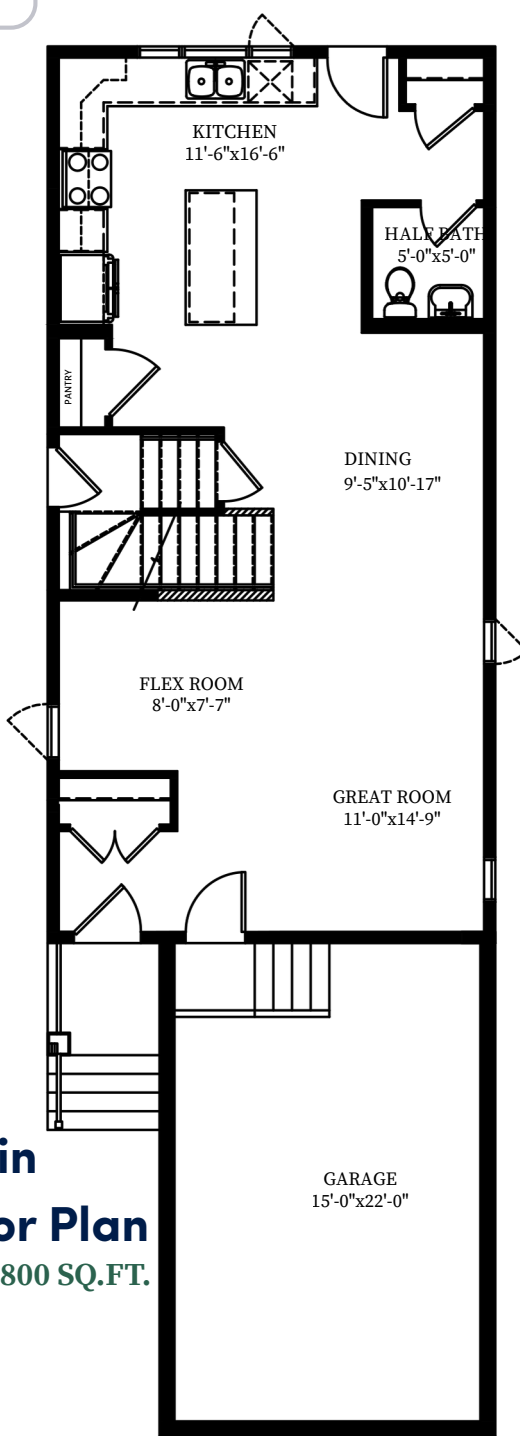 KITCHEN
11'-6"x16'-6"
HALF BATH
5'-0"x5'-0"
PANTRY
DINING
9'-5"x10'-17"
FLEX ROOM
8'-0"x7'-7"
GREAT ROOM
11'-0"x14'-9"
GARAGE
15'-0"x22'-0"
in
or Plan
800 SQ.FT.